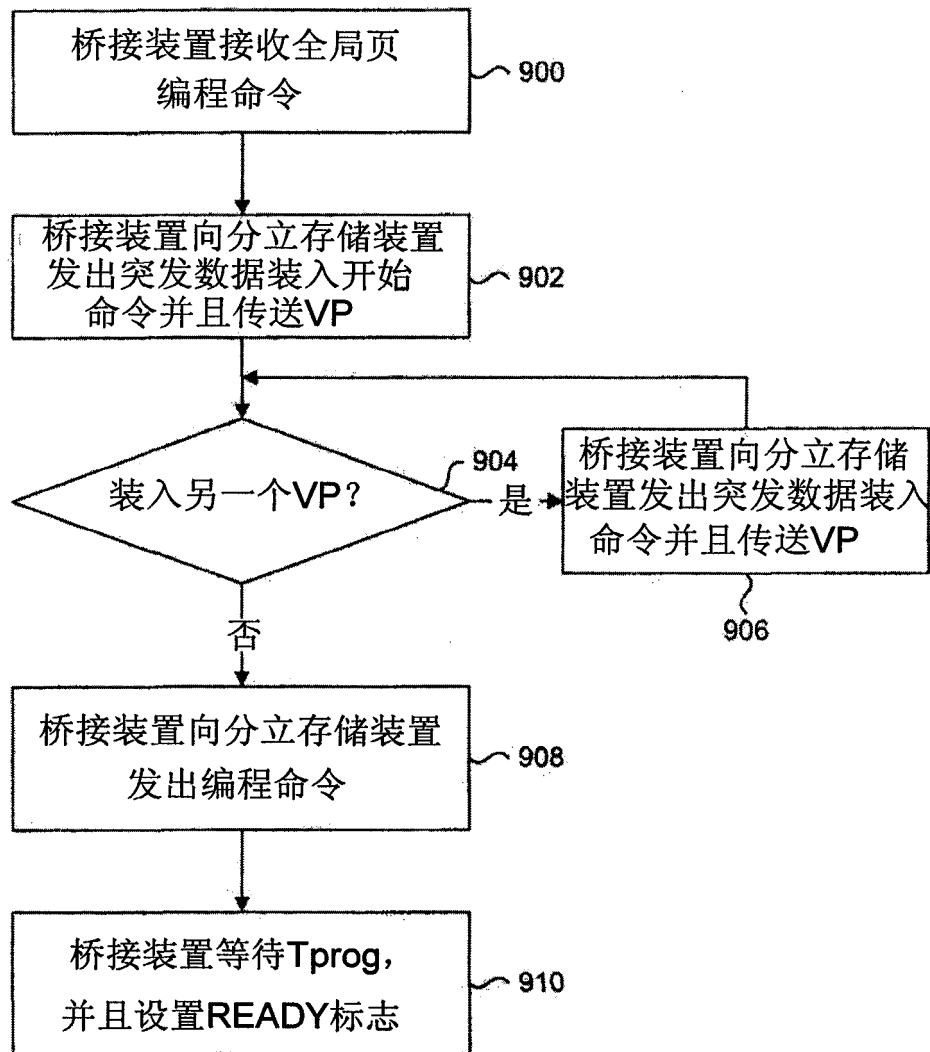 桥接装置接收全局页
编程命令
900
桥接装置向分立存储装置
发出突发数据装入开始
命令并且传送VP
902
装入另一个VP？
904
是
桥接装置向分立存储
装置发出突发数据装入
命令并且传送VP
906
否
桥接装置向分立存储装置
发出编程命令
908
桥接装置等待Tprog，
并且设置READY标志
910